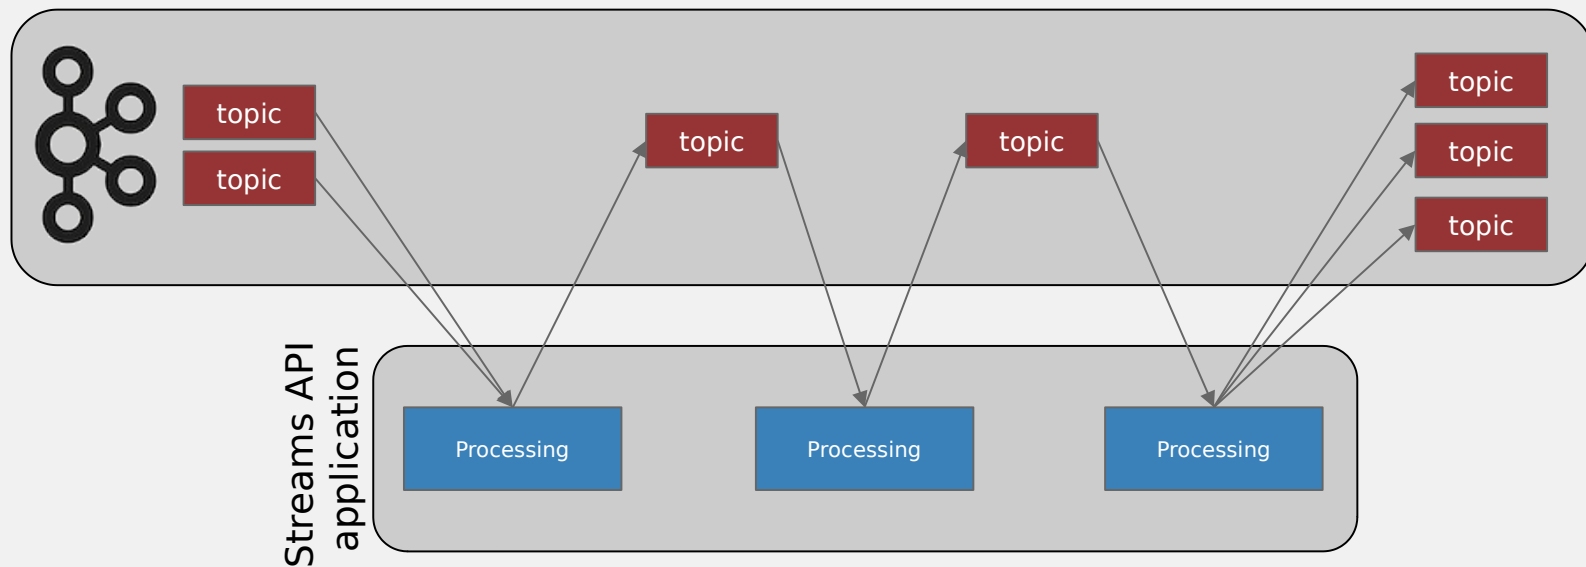 topic
topic
topic
topic
topic
topic
topic
Streams API
application
Processing
Processing
Processing